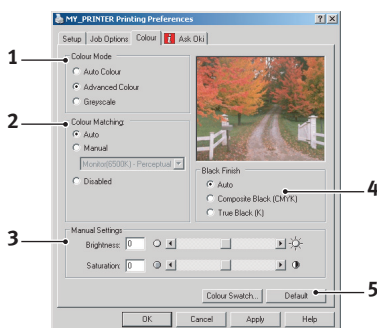 MY_PRINTER Printing Preferences
Setup Job Options Colour i Ask Oki
1
Colour Mode
Auto Colour
Advanced Colour
Greyscale
2
Colour Matching:
Auto
Manual
Monitor(6500K) - Perceptual
Disabled
Black Finish
Auto
Composite Black (CMYK)
True Black (K)
4
3
Manual Settings
Brightness: 0
Saturation: 0
Colour Swatch... Default
5
OK Cancel Apply Help